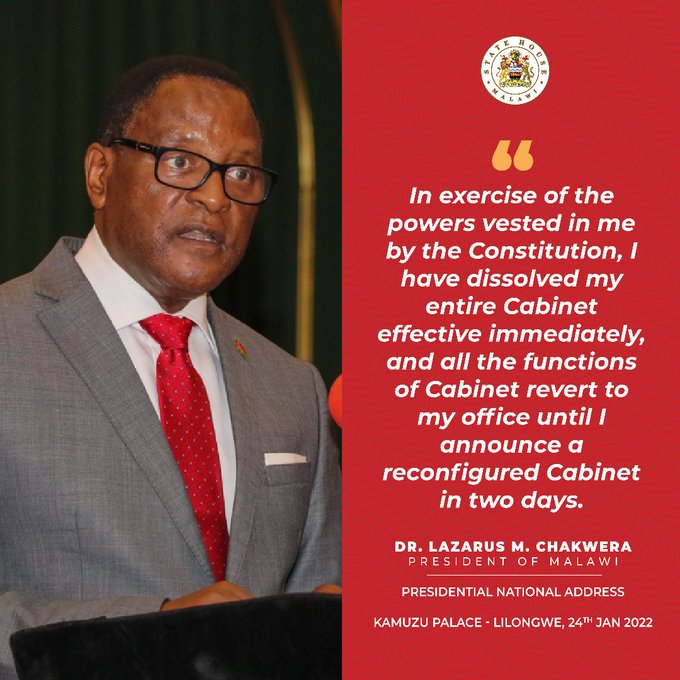 STATE HOUSE
MALAWI
“
In exercise of the
powers vested in me
by the Constitution, I
have dissolved my
entire Cabinet
effective immediately,
and all the functions
of Cabinet revert to
my office until I
announce a
reconfigured Cabinet
in two days.
DR. LAZARUS M. CHAKWERA
PRESIDENT OF MALAWI
PRESIDENTIAL NATIONAL ADDRESS
KAMUZU PALACE - LILONGWE, 24TH JAN 2022